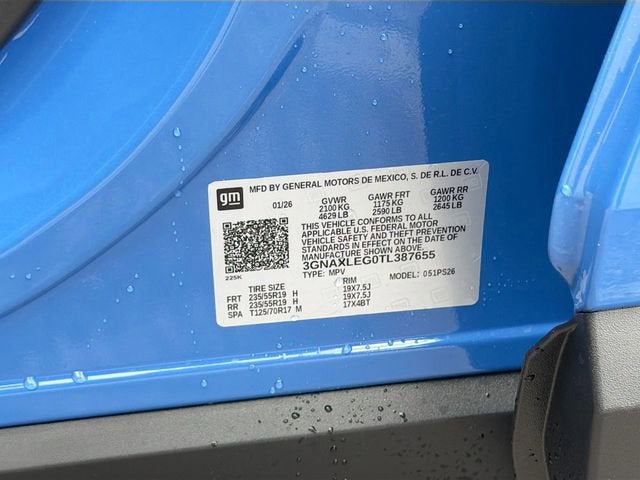 gm
MFD BY GENERAL MOTORS DE MEXICO, S. DE R.L. DE C.V.
01/26 GVWR GAWR FRT GAWR RR
2100 KG 1175 KG 1200 KG
4629 LB 2590 LB 2645 LB
THIS VEHICLE CONFORMS TO ALL
APPLICABLE U.S. FEDERAL MOTOR
VEHICLE SAFETY AND THEFT PREVENTION
STANDARDS IN EFFECT ON THE DATE OF
MANUFACTURE SHOWN ABOVE.
3GNAXLEG0TL387655
TYPE: MPV MODEL: 051PS26
225K
TIRE SIZE RIM
FRT 235/55R19 H 19X7.5J
RR 235/55R19 H 19X7.5J
SPA T125/70R17 M 17X4BT